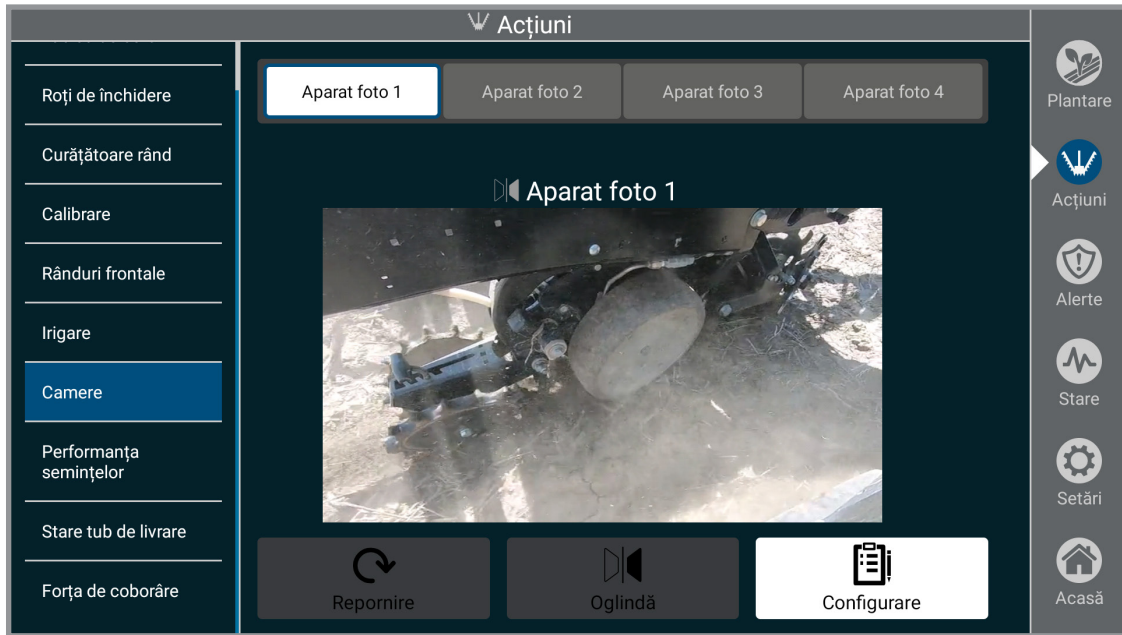 Acțiuni
Roți de închidere
Curățătoare rând
Calibrare
Rânduri frontale
Irigare
Camere
Performanța
semințelor
Stare tub de livrare
Forța de coborâre
Aparat foto 1
Aparat foto 2
Aparat foto 3
Aparat foto 4
Aparat foto 1
Repornire
Oglindă
Configurare
Plantare
Acțiuni
Alerte
Stare
Setări
Acasă